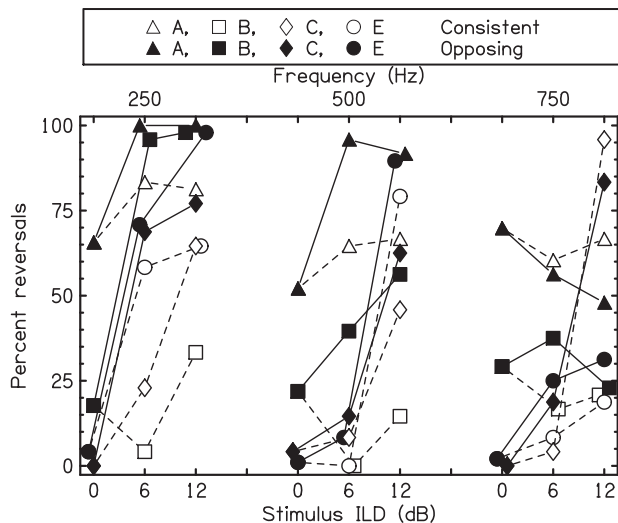 △ A, □ B, ◇ C, ○ E Consistent
▲ A, ■ B, ◆ C, ● E Opposing
Frequency (Hz)
250 500 750
100
75
50
25
0
Percent reversals
0 6 12 0 6 12 0 6 12
Stimulus ILD (dB)